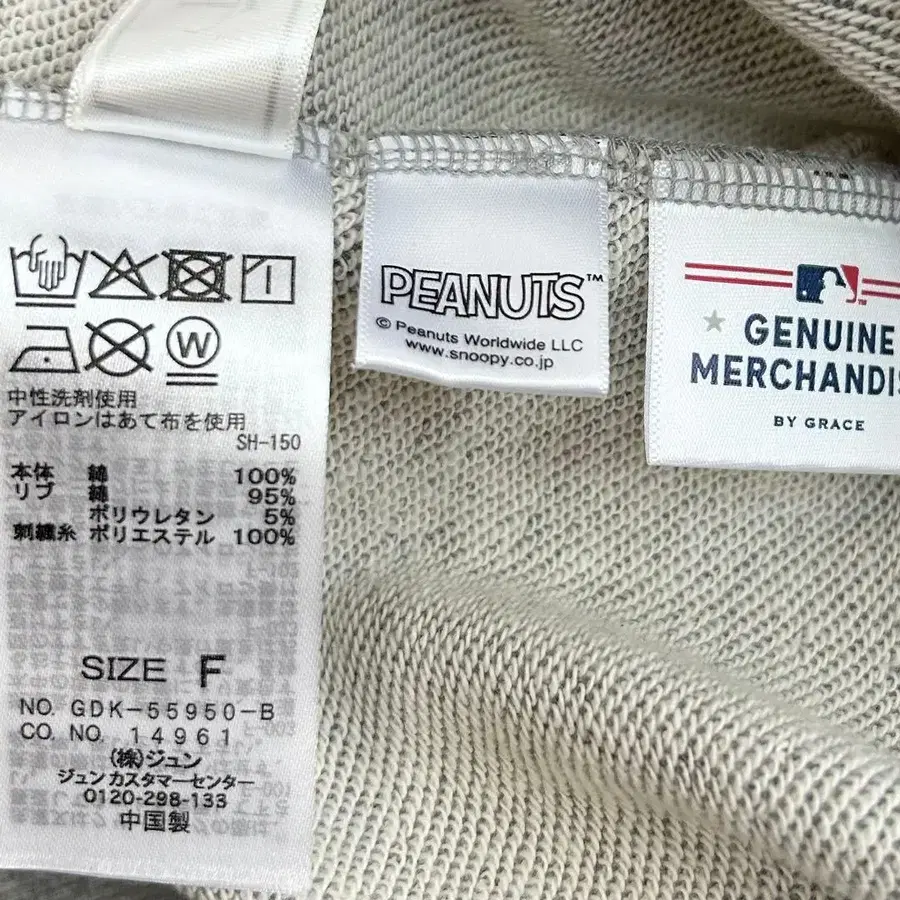 中性洗剤使用
アイロンはあて布を使用
SH-150
本体 綿 100%
リブ 綿 95%
ポリウレタン 5%
刺繍糸 ポリエステル 100%
SIZE F
NO. GDK-55950-B
CO. NO. 14961
(株)ジュン
ジュンカスタマーセンター
0120-298-133
中国製
PEANUTS™
© Peanuts Worldwide LLC
www.snoopy.co.jp
GENUINE
MERCHANDIS
BY GRACE
W